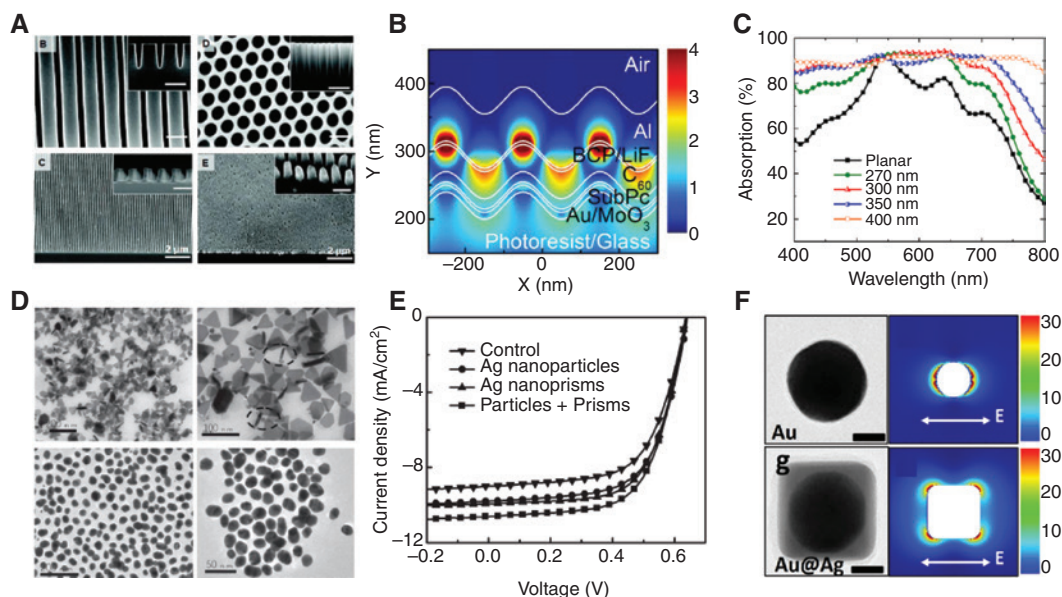 A
B
D
C
E
2 µm
2 µm
B
Y (nm)
400
300
200
−200
0
200
X (nm)
Air
Al
BCP/LiF
C60
SubPc
Au/MoO3
Photoresist/Glass
4
3
2
1
0
C
Absorption (%)
100
80
60
40
20
400
500
600
700
800
Wavelength (nm)
Planar
270 nm
300 nm
350 nm
400 nm
D
100
50
E
Current density (mA/cm2)
0
−4
−8
−12
−0.2
0.0
0.2
0.4
0.6
Voltage (V)
Control
Ag nanoparticles
Ag nanoprisms
Particles + Prisms
F
Au
E
30
20
10
0
g
Au@Ag
E
30
20
10
0